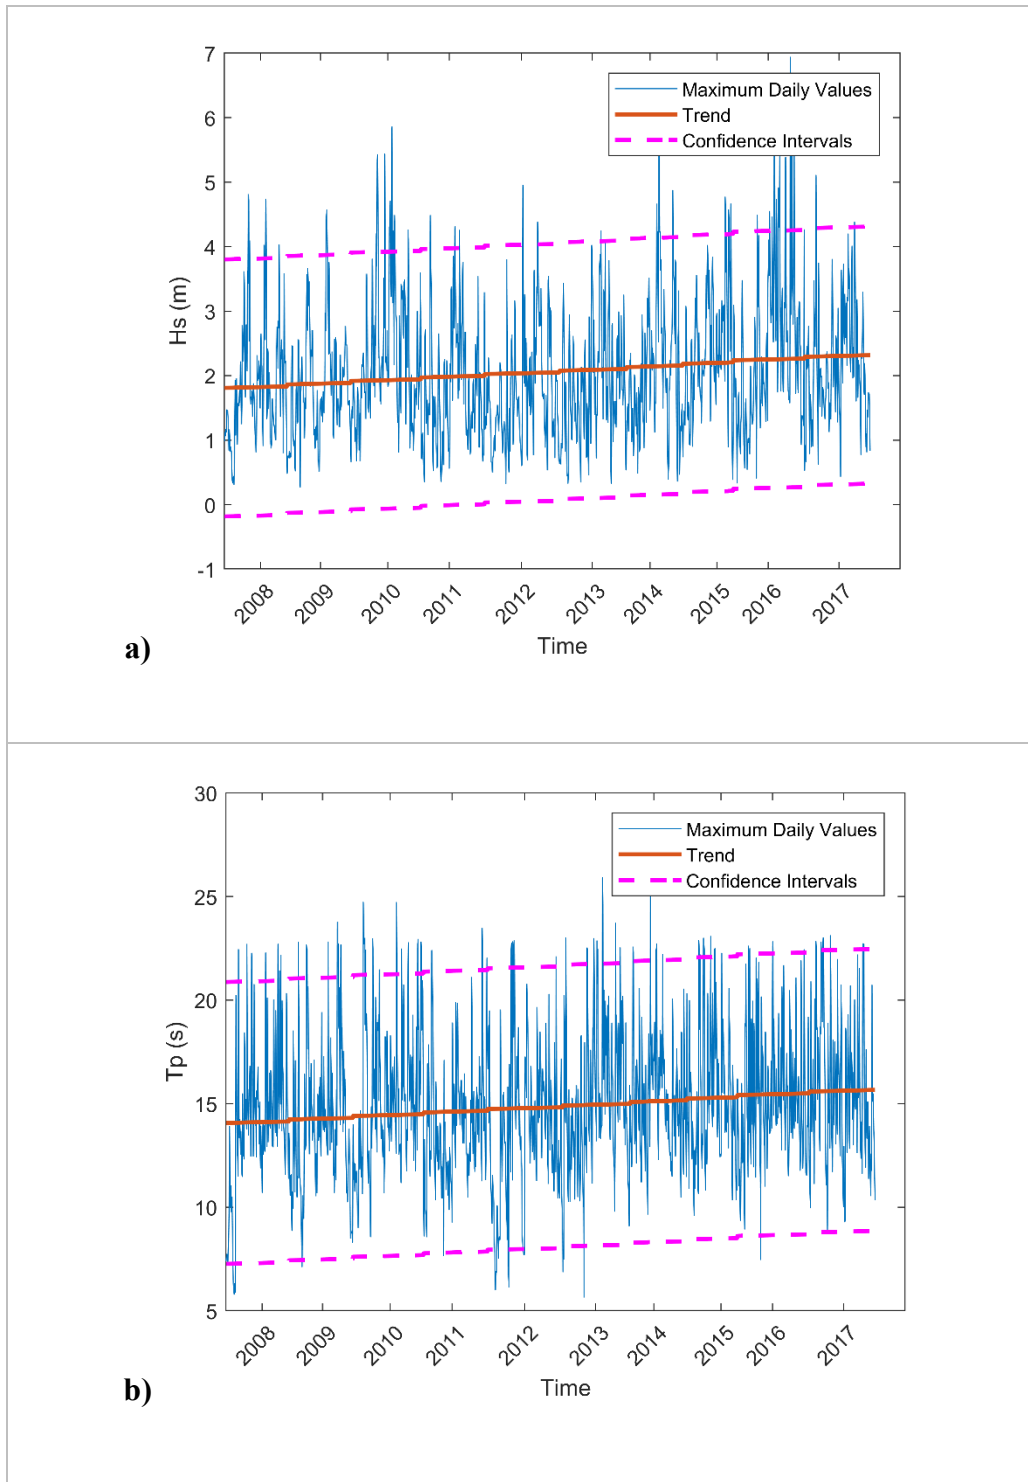 7
6
5
4
3
2
1
0
-1
Hs (m)
Maximum Daily Values
Trend
Confidence Intervals
2008 2009 2010 2011 2012 2013 2014 2015 2016 2017
Time
a)
30
25
20
15
10
5
Tp (s)
Maximum Daily Values
Trend
Confidence Intervals
2008 2009 2010 2011 2012 2013 2014 2015 2016 2017
Time
b)